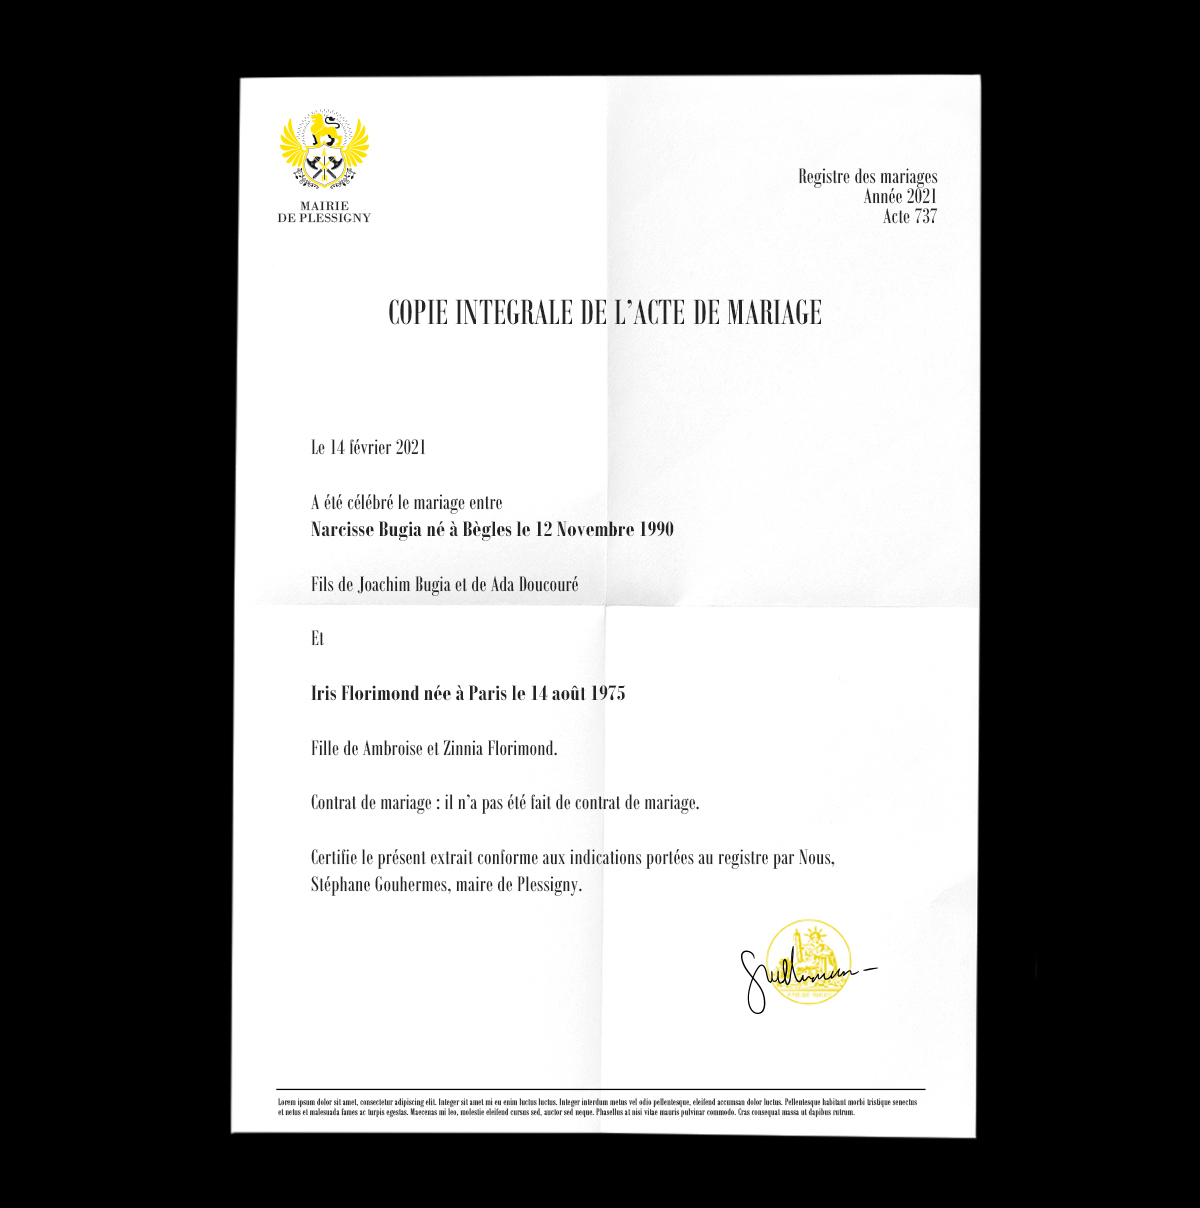 MAIRIE
DE PLESSIGNY
Registre des mariages
Année 2021
Acte 737
COPIE INTEGRALE DE L’ACTE DE MARIAGE
Le 14 février 2021
A été célébré le mariage entre
Narcisse Bugia né à Bègles le 12 Novembre 1990
Fils de Joachim Bugia et de Ada Doucouré
Et
Iris Florimond née à Paris le 14 août 1975
Fille de Ambroise et Zinnia Florimond.
Contrat de mariage : il n’a pas été fait de contrat de mariage.
Certifie le présent extrait conforme aux indications portées au registre par Nous,
Stéphane Gouhermes, maire de Plessigny.
Lorem ipsum dolor sit amet, consectetur adipiscing elit. Integer sit amet mi eu enim luctus luctus. Integer interdum metus vel odio pellentesque, eleifend accumsan dolor luctus. Pellentesque habitant morbi tristique senectus
et netus et malesuada fames ac turpis egestas. Maecenas mi leo, molestie eleifend cursus sed, auctor sed neque. Phasellus at nisi vitae mauris pulvinar commodo. Cras consequat massa ut dapibus rutrum.